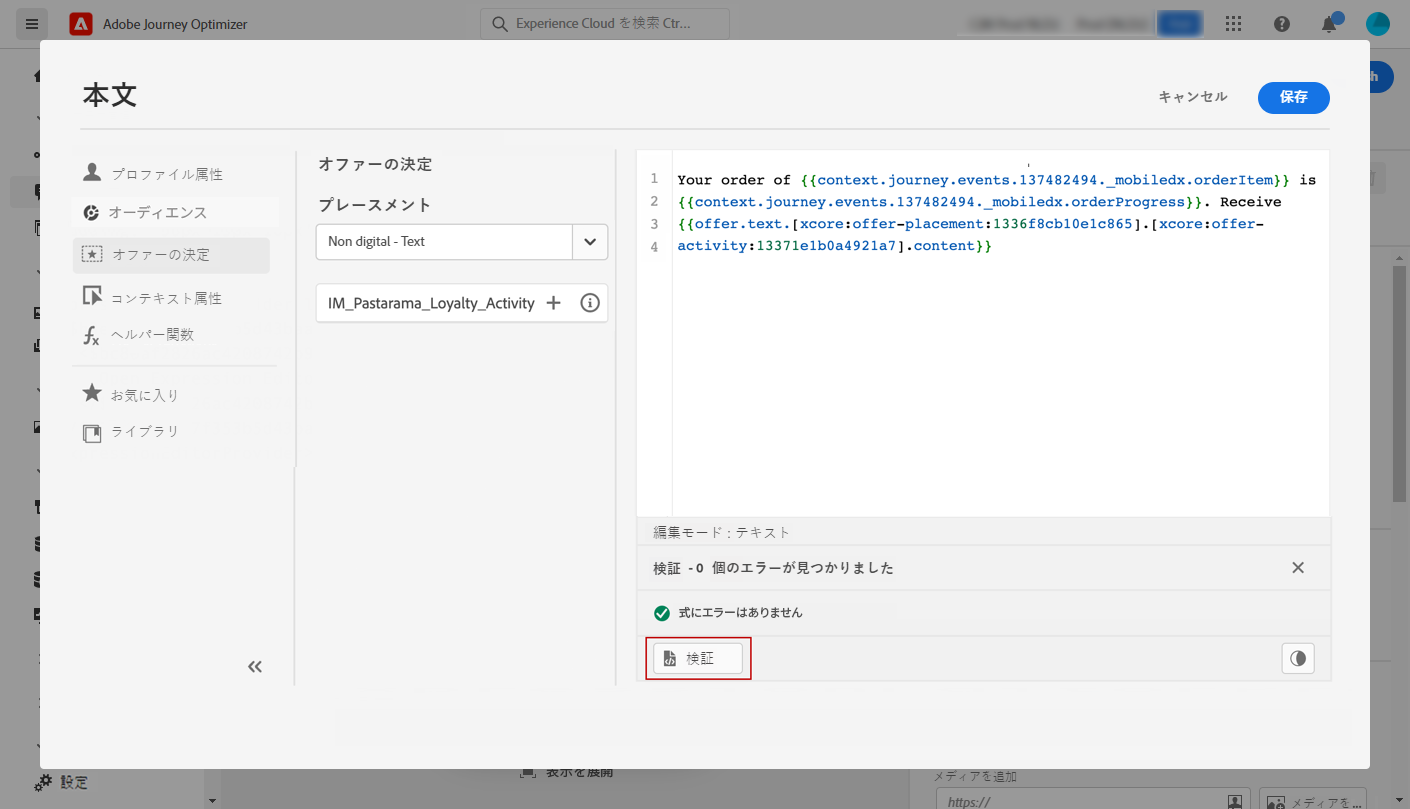 Adobe Journey Optimizer
Experience Cloud を検索 Ctr...
h
本文
キャンセル
保存
プロファイル属性
オーディエンス
オファーの決定
コンテキスト属性
ヘルパー関数
お気に入り
ライブラリ
オファーの決定
プレースメント
Non digital - Text
IM_Pastarama_Loyalty_Activity
1 Your order of {{context.journey.events.137482494._mobiledx.orderItem}} is
2 {{context.journey.events.137482494._mobiledx.orderProgress}}. Receive
3 {{offer.text.[xcore:offer-placement:1336f8cb10e1c865].[xcore:offer-
4 activity:13371e1b0a4921a7].content}}
編集モード : テキスト
検証 - 0 個のエラーが見つかりました
式にエラーはありません
検証
設定
表示を展開
メディアを追加
https://
メディアを...